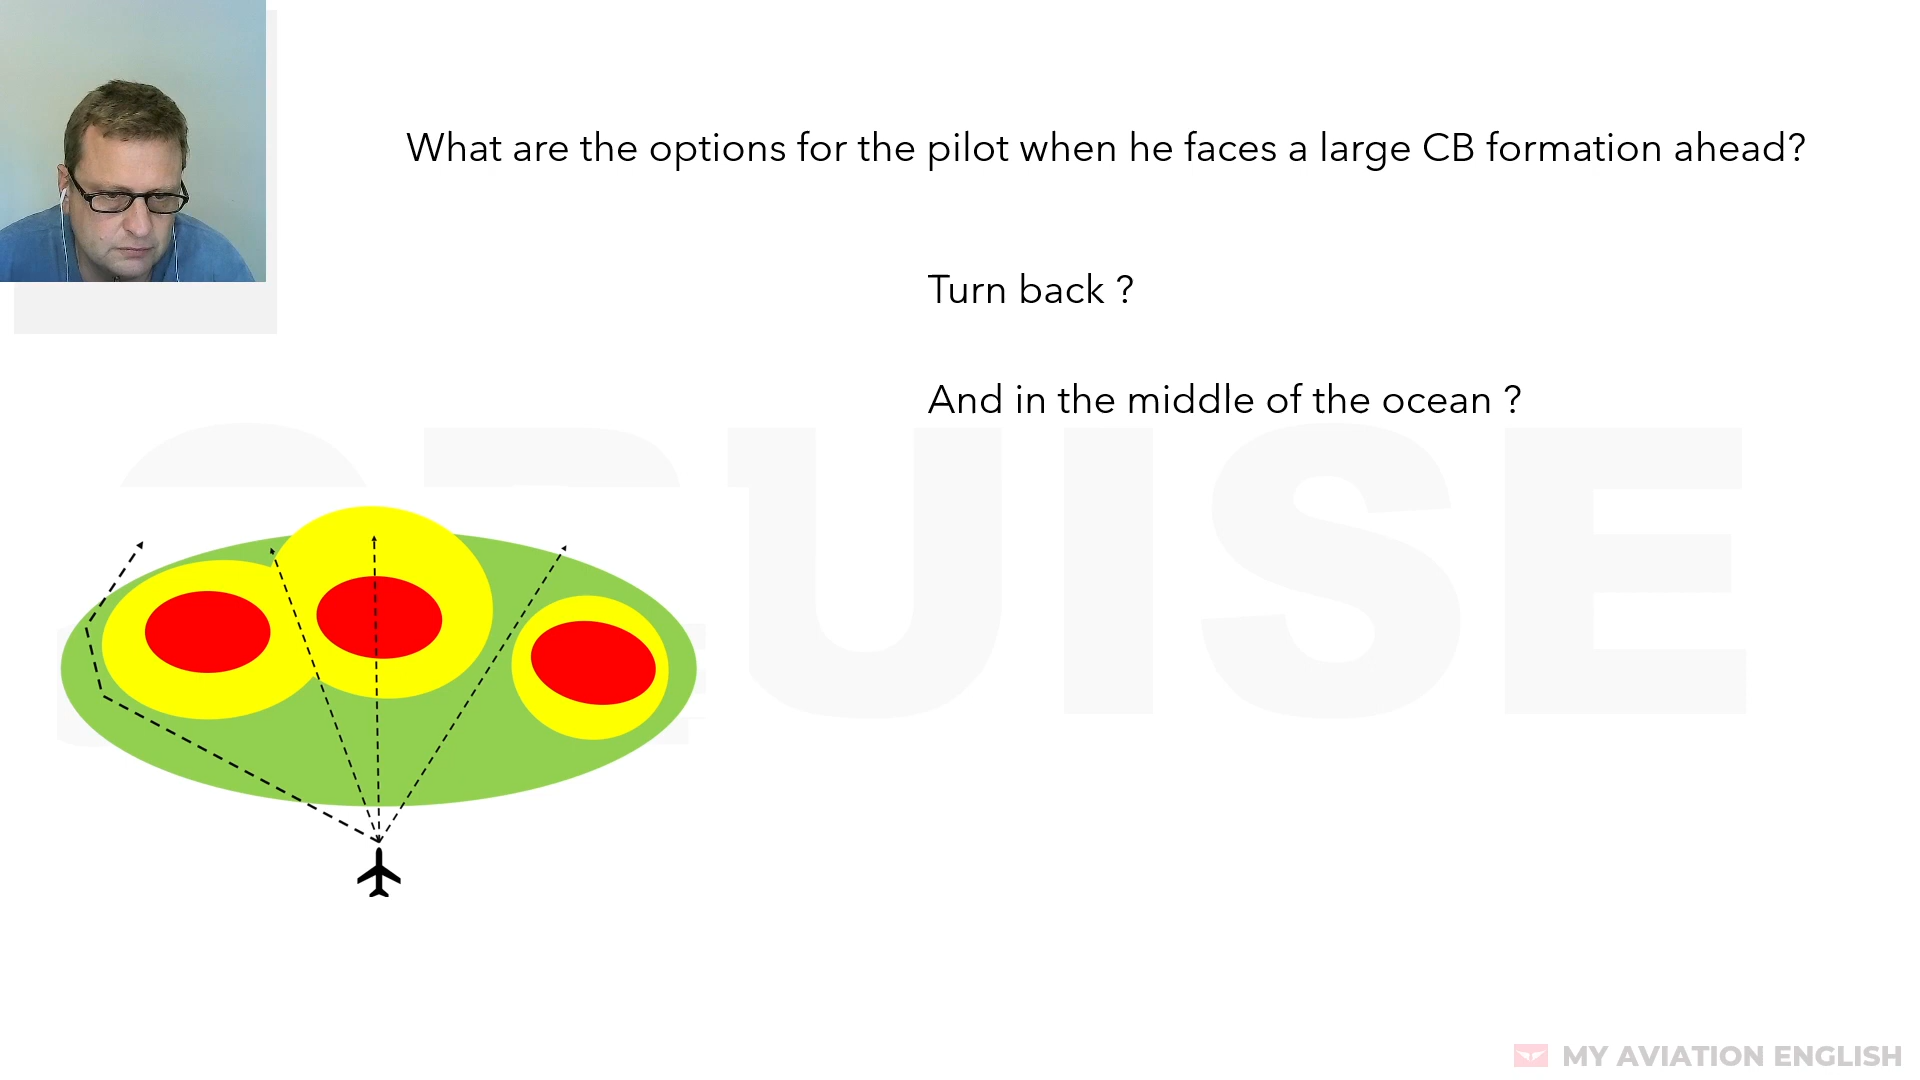 What are the options for the pilot when he faces a large CB formation ahead?
Turn back ?
And in the middle of the ocean ?
CRUISE
MY AVIATION ENGLISH